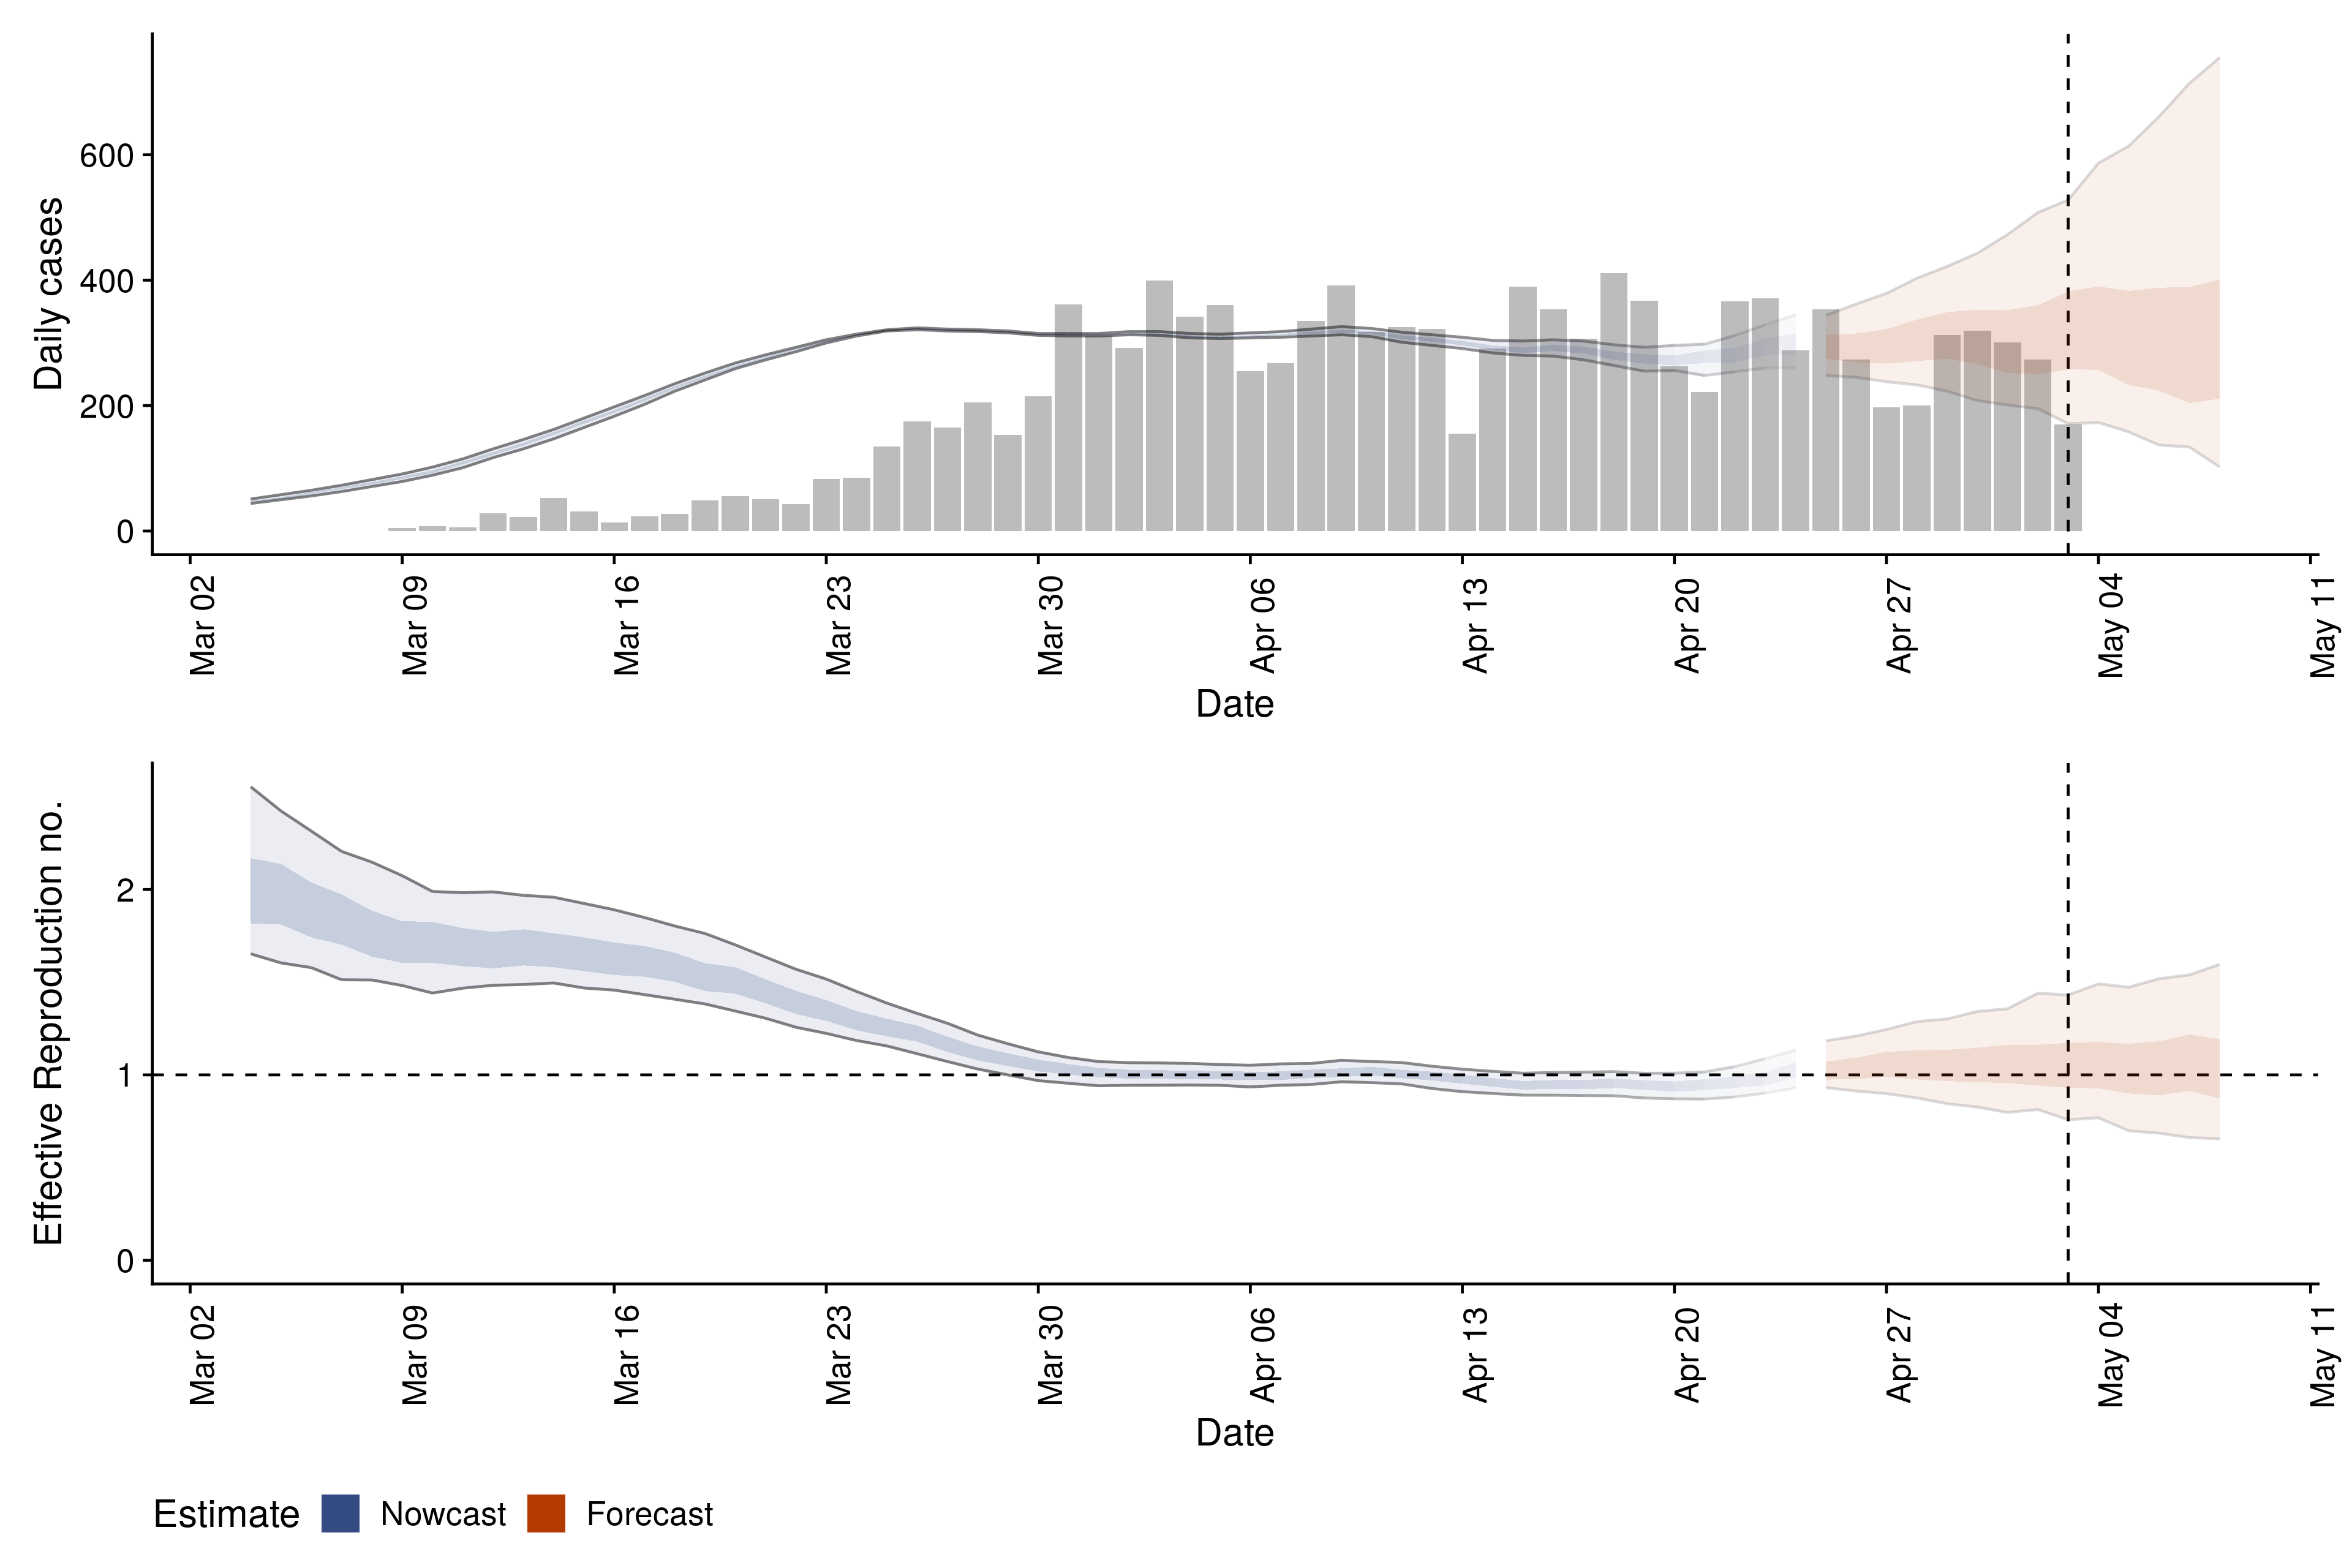 Daily cases
600
400
200
0
Mar 02
Mar 09
Mar 16
Mar 23
Mar 30
Apr 06
Apr 13
Apr 20
Apr 27
May 04
May 11
Date
Effective Reproduction no.
2
1
0
Mar 02
Mar 09
Mar 16
Mar 23
Mar 30
Apr 06
Apr 13
Apr 20
Apr 27
May 04
May 11
Date
Estimate Nowcast Forecast